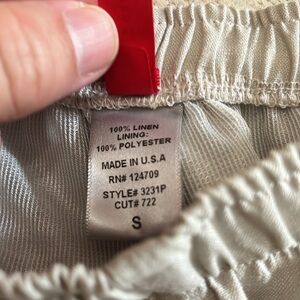 100% LINEN
LINING:
100% POLYESTER
MADE IN U.S.A
RN# 124709
STYLE# 3231P
CUT# 722
S